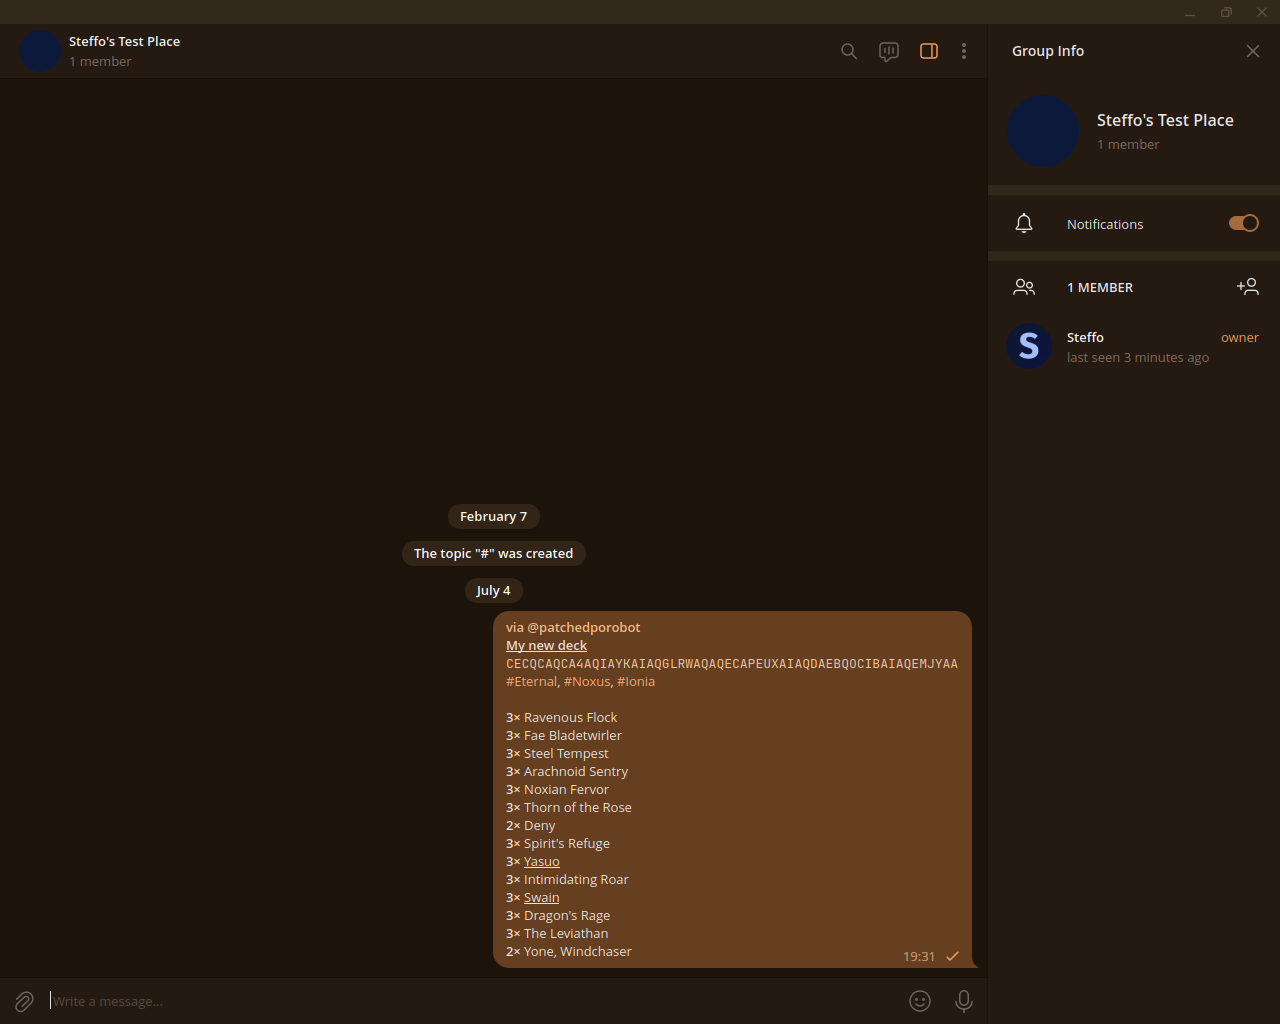 Steffo's Test Place
1 member
Group Info
Steffo's Test Place
1 member
Notifications
1 MEMBER
Steffo
owner
last seen 3 minutes ago
February 7
The topic "#" was created
July 4
via @patchedporobot
My new deck
CECQCAQCA4AQIAYKAIAQGLRWAQAQECAPEUXAIAQDAEBQOCIBAIAQEMJYAA
#Eternal, #Noxus, #Ionia
3× Ravenous Flock
3× Fae Bladetwirler
3× Steel Tempest
3× Arachnoid Sentry
3× Noxian Fervor
3× Thorn of the Rose
2× Deny
3× Spirit's Refuge
3× Yasuo
3× Intimidating Roar
3× Swain
3× Dragon's Rage
3× The Leviathan
2× Yone, Windchaser
19:31
Write a message...
S